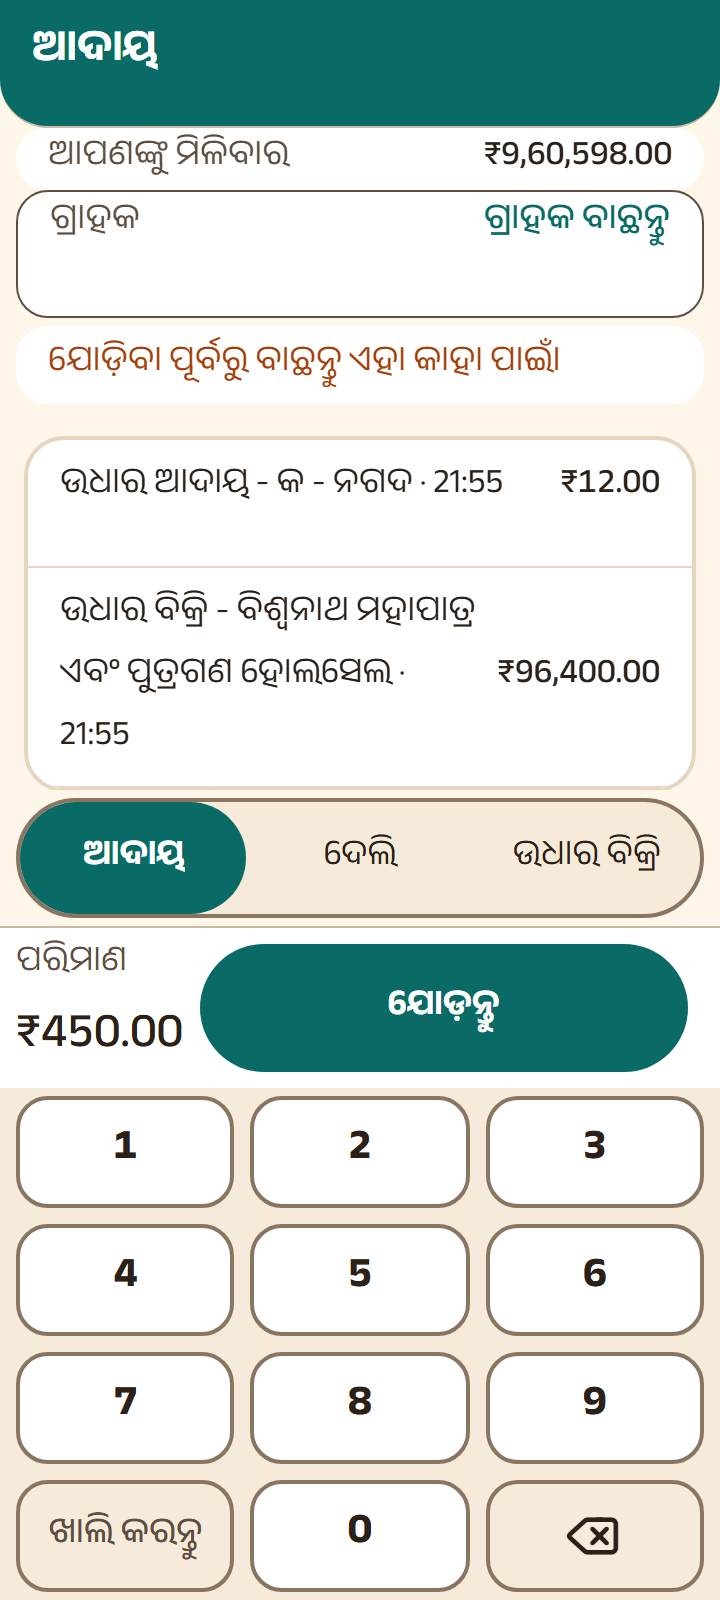 ଆଦାୟ
ଆପଣଙ୍କୁ ମିଳିବାର ₹9,60,598.00
ଗ୍ରାହକ ଗ୍ରାହକ ବାଛନ୍ତୁ
ଯୋଡ଼ିବା ପୂର୍ବରୁ ବାଛନ୍ତୁ ଏହା କାହା ପାଇଁ
ଉଧାର ଆଦାୟ - କ - ନଗଦ · 21:55 ₹12.00
ଉଧାର ବିକ୍ରି - ବିଶ୍ୱନାଥ ମହାପାତ୍ର
ଏବଂ ପୁତ୍ରଗଣ ହୋଲସେଲ · ₹96,400.00
21:55
ଆଦାୟ ଦେଲି ଉଧାର ବିକ୍ରି
ପରିମାଣ
₹450.00 ଯୋଡ଼ନ୍ତୁ
1 2 3
4 5 6
7 8 9
ଖାଲି କରନ୍ତୁ 0